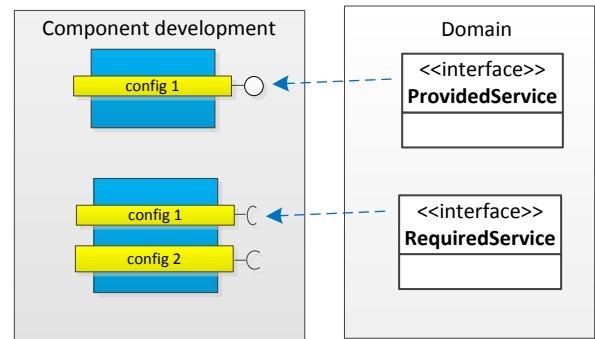 Component development
config 1
config 1
config 2
Domain
<<interface>>
ProvidedService
<<interface>>
RequiredService